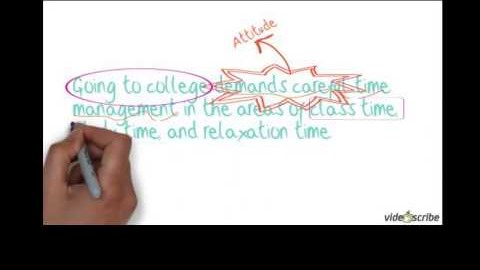 Attitude
Going to college demands careful time
management in the areas of class time,
time, and relaxation time
videoscribe